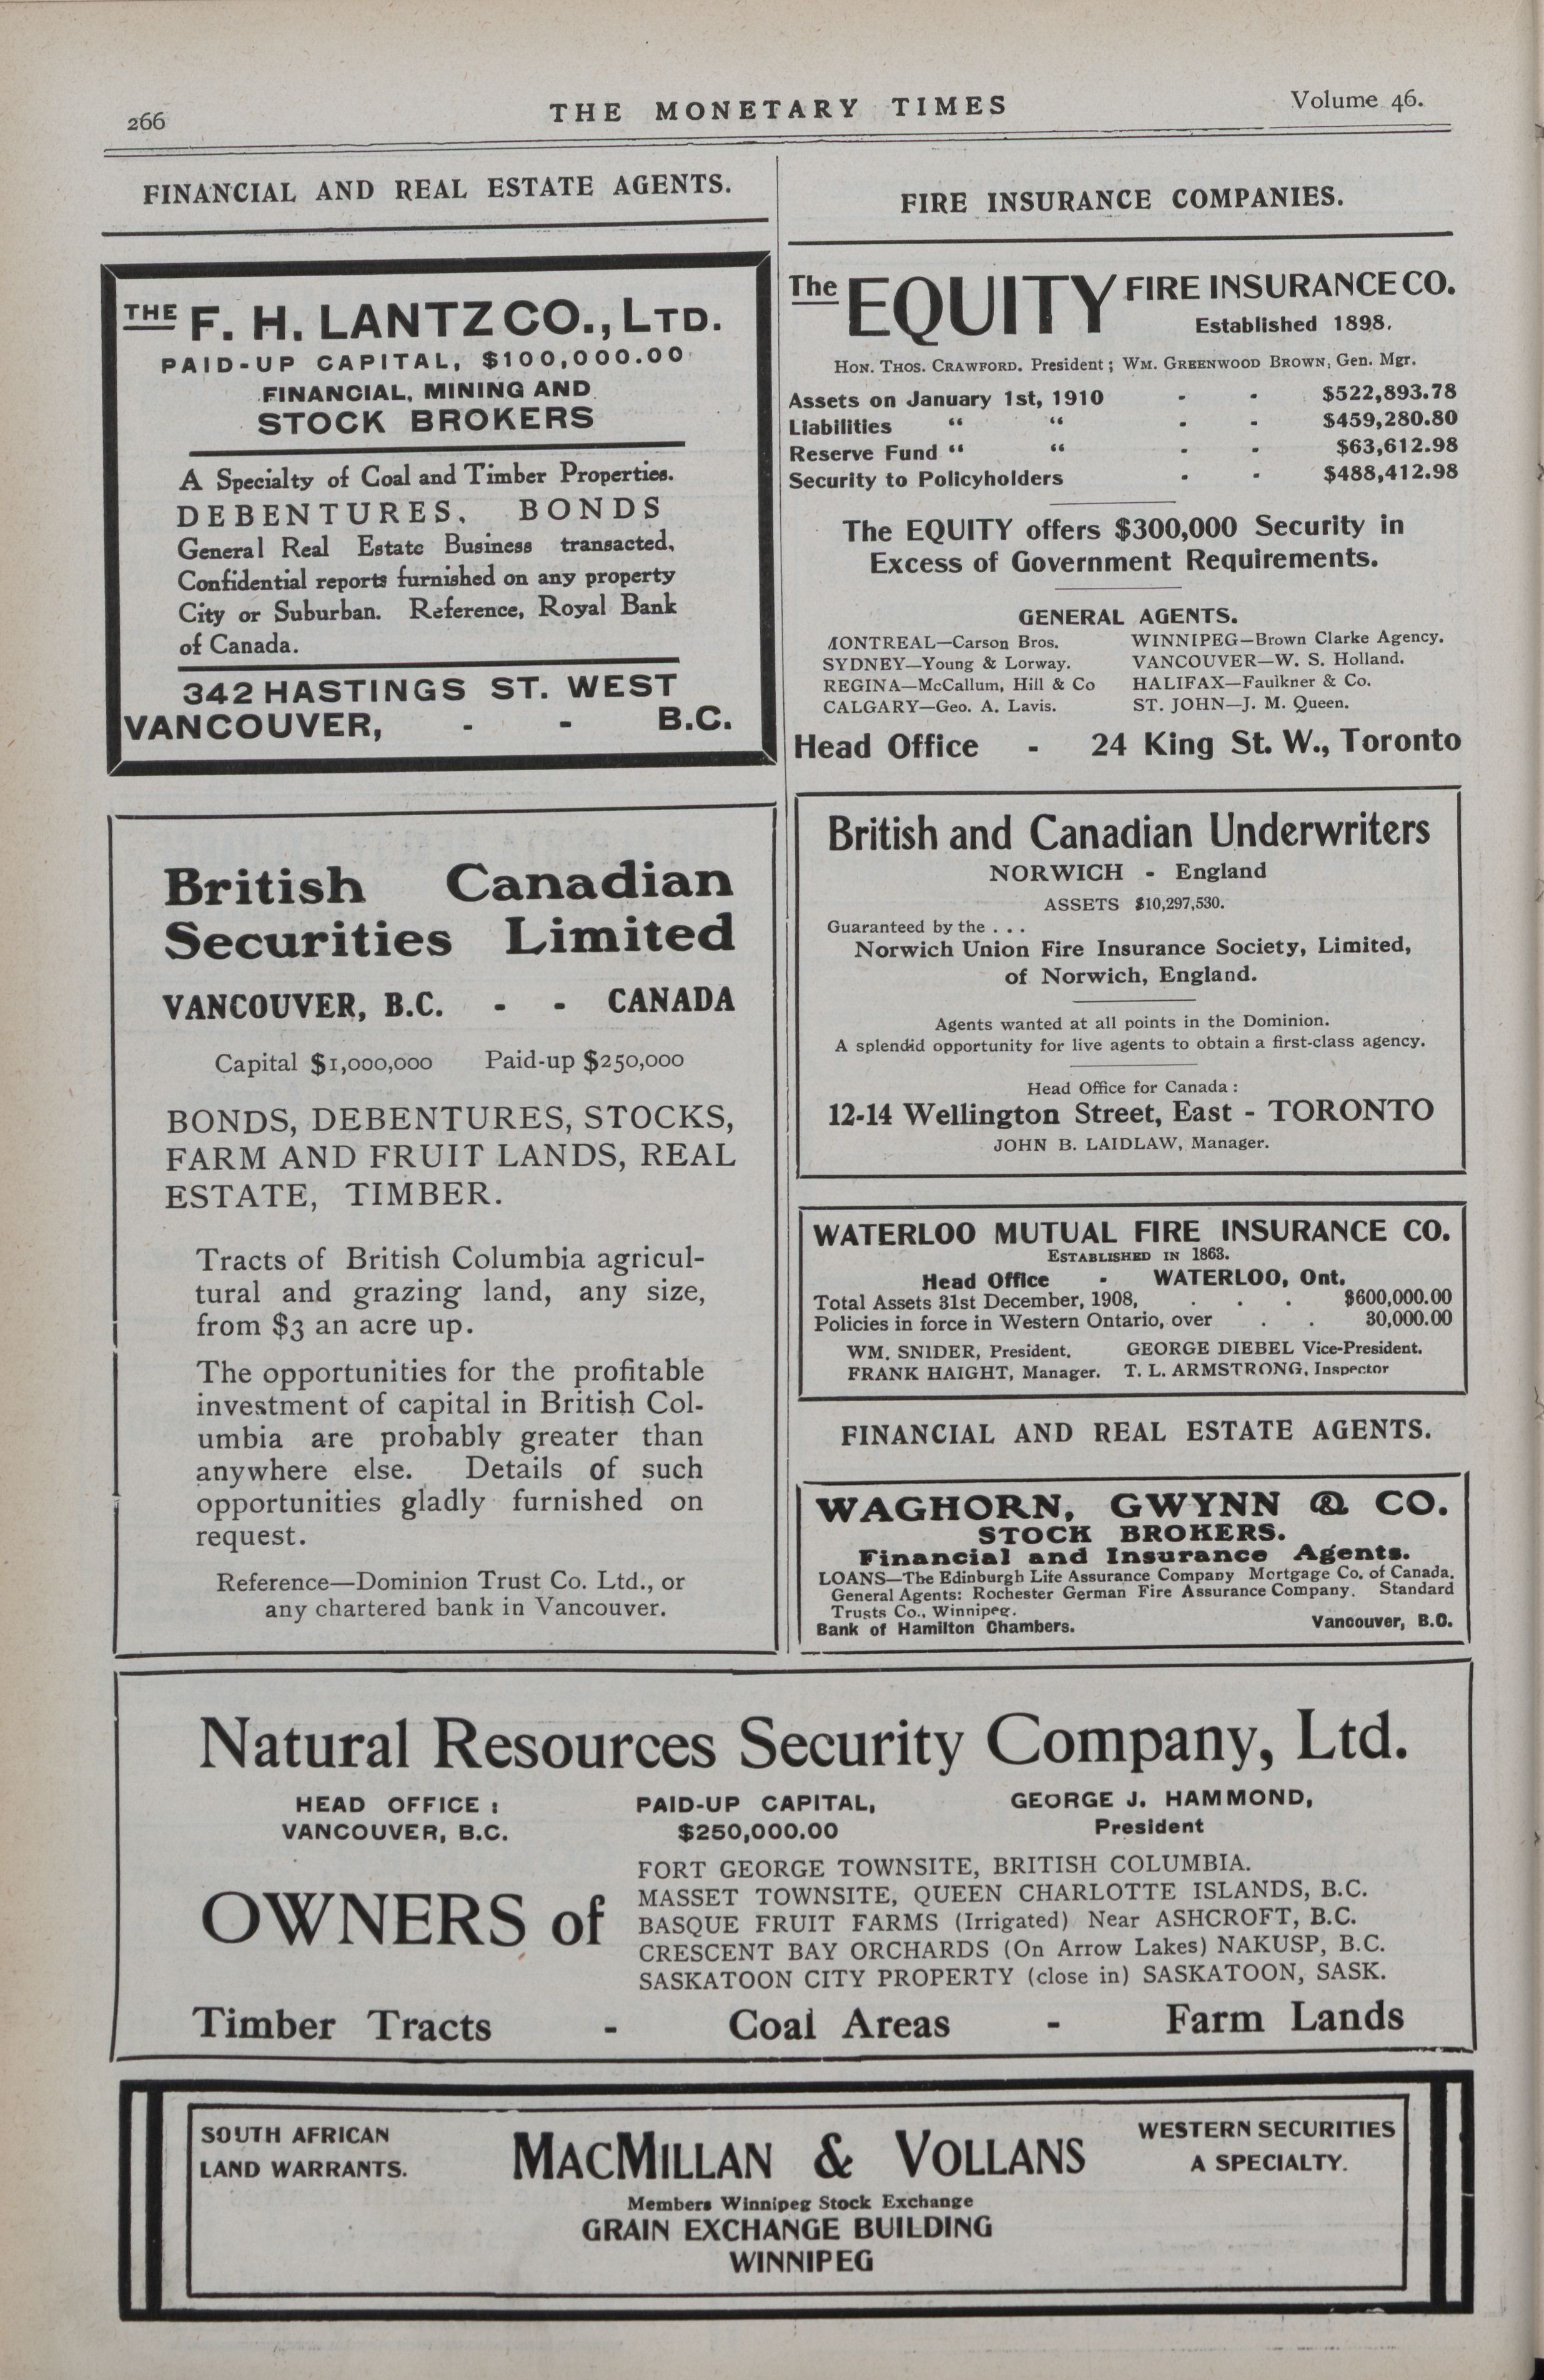 266
THE MONETARY TIMES
Volume 46.
FINANCIAL AND REAL ESTATE AGENTS.
THE F. H. LANTZ CO., LTD.
PAID-UP CAPITAL, $100,000.00
FINANCIAL, MINING AND
STOCK BROKERS
A Specialty of Coal and Timber Properties.
DEBENTURES, BONDS
General Real Estate Business transacted,
Confidential reports furnished on any property
City or Suburban. Reference, Royal Bank
of Canada.
342 HASTINGS ST. WEST
VANCOUVER, - - B.C.
British Canadian
Securities Limited
VANCOUVER, B.C. - - CANADA
Capital $1,000,000 Paid-up $250,000
BONDS, DEBENTURES, STOCKS,
FARM AND FRUIT LANDS, REAL
ESTATE, TIMBER.
Tracts of British Columbia agricul-
tural and grazing land, any size,
from $3 an acre up.
The opportunities for the profitable
investment of capital in British Col-
umbia are probably greater than
anywhere else. Details of such
opportunities gladly furnished on
request.
Reference—Dominion Trust Co. Ltd., or
any chartered bank in Vancouver.
FIRE INSURANCE COMPANIES.
The EQUITY FIRE INSURANCE CO.
Established 1898.
HON. THOS. CRAWFORD, President; WM. GREENWOOD BROWN, Gen. Mgr.
Assets on January 1st, 1910 - - $522,893.78
Liabilities " " - - $459,280.80
Reserve Fund " " - - $63,612.98
Security to Policyholders - - $488,412.98
The EQUITY offers $300,000 Security in
Excess of Government Requirements.
GENERAL AGENTS.
MONTREAL—Carson Bros. WINNIPEG—Brown Clarke Agency.
SYDNEY—Young & Lorway. VANCOUVER—W. S. Holland.
REGINA—McCallum, Hill & Co HALIFAX—Faulkner & Co.
CALGARY—Geo. A. Lavis. ST. JOHN—J. M. Queen.
Head Office - 24 King St. W., Toronto
British and Canadian Underwriters
NORWICH - England
ASSETS $10,297,530.
Guaranteed by the . . .
Norwich Union Fire Insurance Society, Limited,
of Norwich, England.
Agents wanted at all points in the Dominion.
A splendid opportunity for live agents to obtain a first-class agency.
Head Office for Canada:
12-14 Wellington Street, East - TORONTO
JOHN B. LAIDLAW, Manager.
WATERLOO MUTUAL FIRE INSURANCE CO.
ESTABLISHED IN 1863.
Head Office - WATERLOO, Ont.
Total Assets 31st December, 1908, . . . $600,000.00
Policies in force in Western Ontario, over . . 30,000.00
WM. SNIDER, President. GEORGE DIEBEL Vice-President.
FRANK HAIGHT, Manager. T. L. ARMSTRONG, Inspector
FINANCIAL AND REAL ESTATE AGENTS.
WAGHORN, GWYNN & CO.
STOCK BROKERS.
Financial and Insurance Agents.
LOANS—The Edinburgh Life Assurance Company Mortgage Co. of Canada.
General Agents: Rochester German Fire Assurance Company. Standard
Trusts Co., Winnipeg.
Bank of Hamilton Chambers. Vancouver, B.C.
Natural Resources Security Company, Ltd.
HEAD OFFICE: PAID-UP CAPITAL, GEORGE J. HAMMOND,
VANCOUVER, B.C. $250,000.00 President
OWNERS of
FORT GEORGE TOWNSITE, BRITISH COLUMBIA.
MASSET TOWNSITE, QUEEN CHARLOTTE ISLANDS, B.C.
BASQUE FRUIT FARMS (Irrigated) Near ASHCROFT, B.C.
CRESCENT BAY ORCHARDS (On Arrow Lakes) NAKUSP, B.C.
SASKATOON CITY PROPERTY (close in) SASKATOON, SASK.
Timber Tracts - Coal Areas - Farm Lands
SOUTH AFRICAN
LAND WARRANTS.
MACMILLAN & VOLLANS
Members Winnipeg Stock Exchange
GRAIN EXCHANGE BUILDING
WINNIPEG
WESTERN SECURITIES
A SPECIALTY.